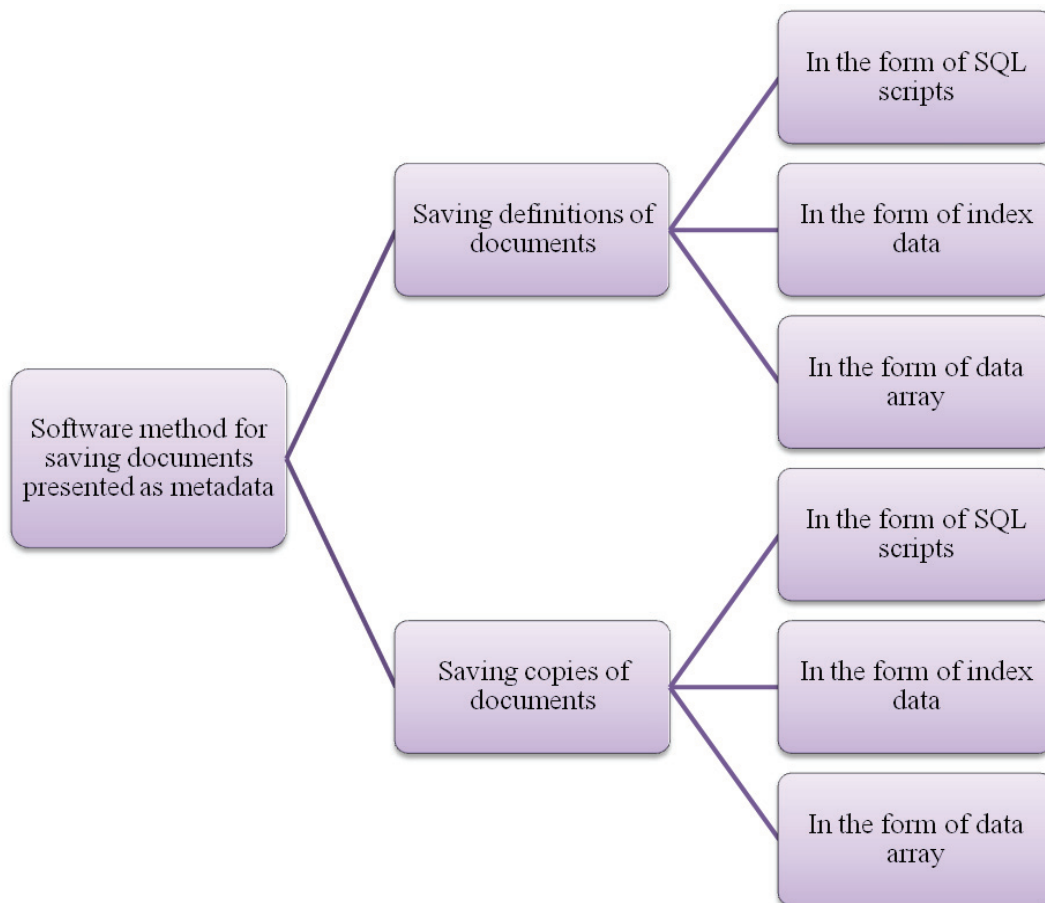 In the form of SQL
scripts
Saving definitions of
documents
In the form of index
data
In the form of data
array
Software method for
saving documents
presented as metadata
In the form of SQL
scripts
Saving copies of
documents
In the form of index
data
In the form of data
array